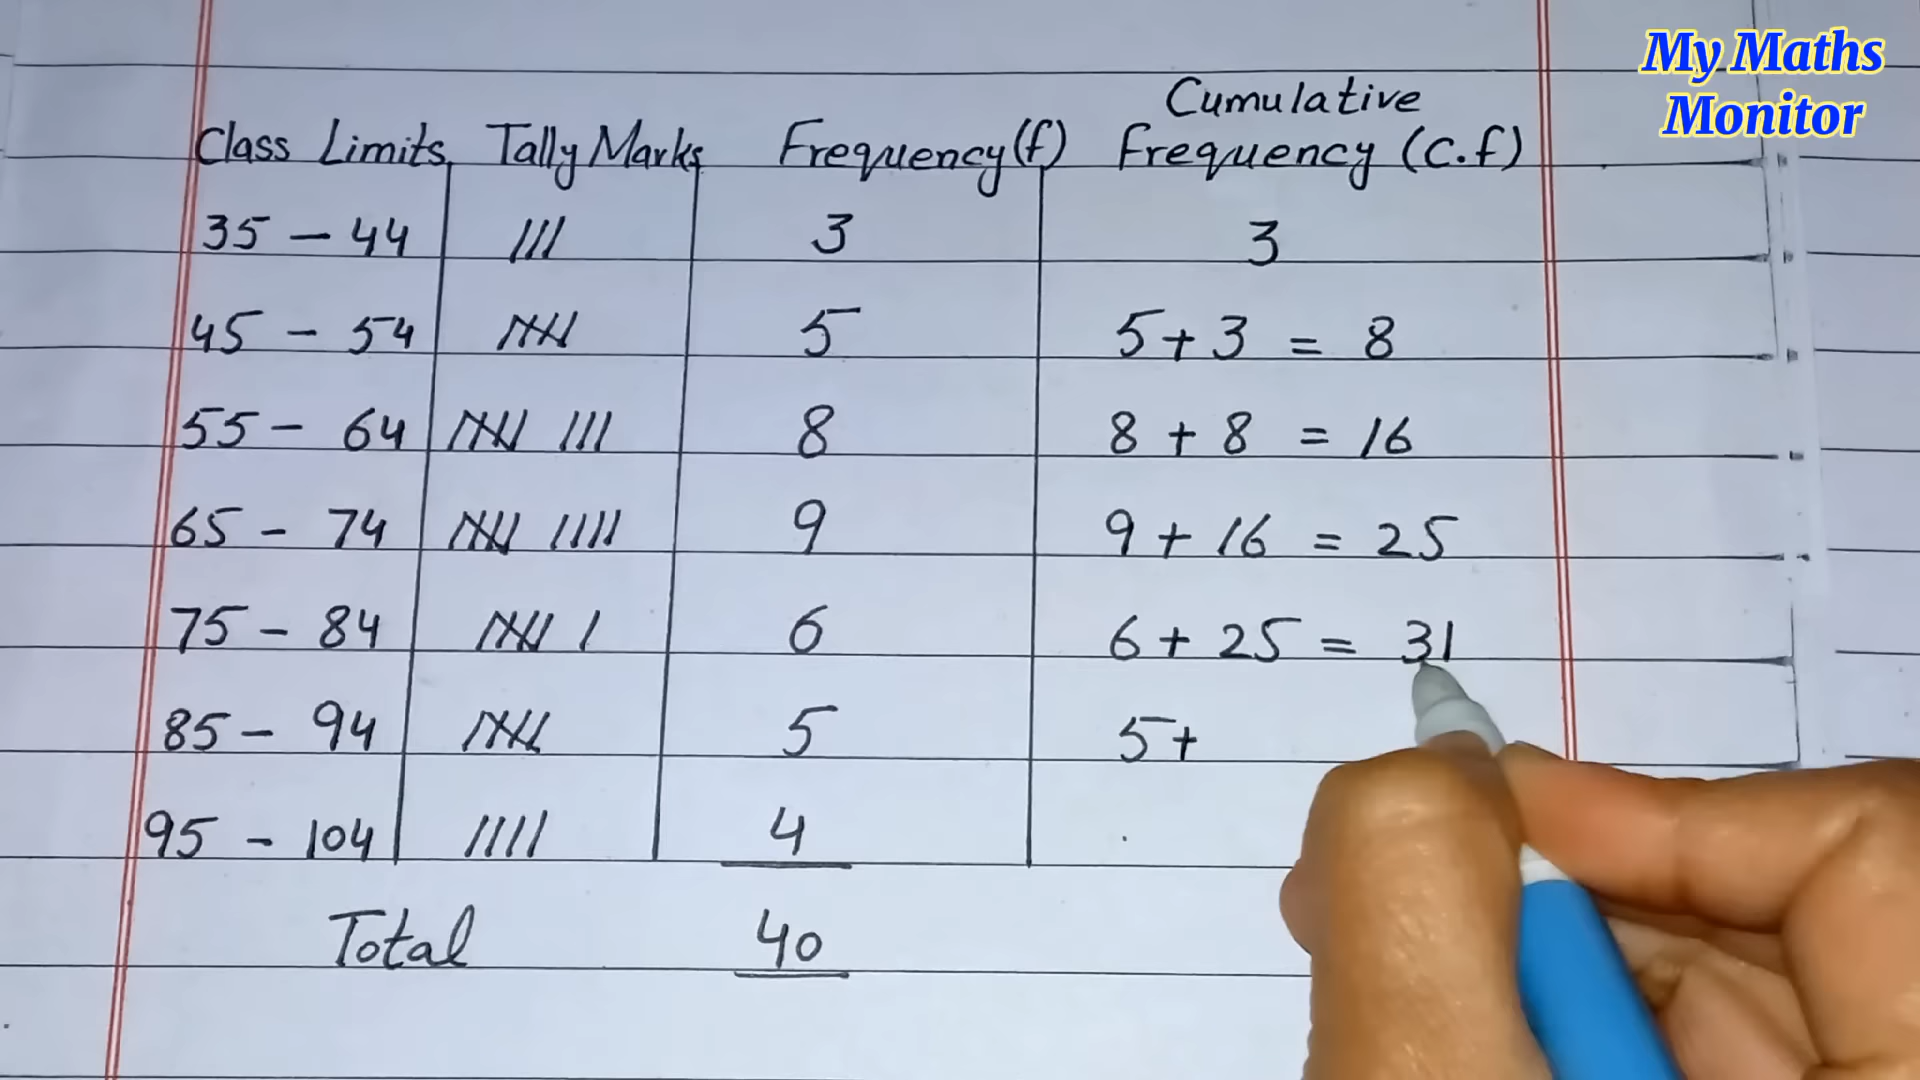 My Maths
Monitor
Cumulative
Class Limits Tally Marks Frequency (f) Frequency (c.f)
35 - 44 /// 3 3
45 - 54 //// 5 5 + 3 = 8
55 - 64 //// /// 8 8 + 8 = 16
65 - 74 //// //// 9 9 + 16 = 25
75 - 84 //// / 6 6 + 25 = 31
85 - 94 //// 5 5 +
95 - 104 //// 4
Total 40